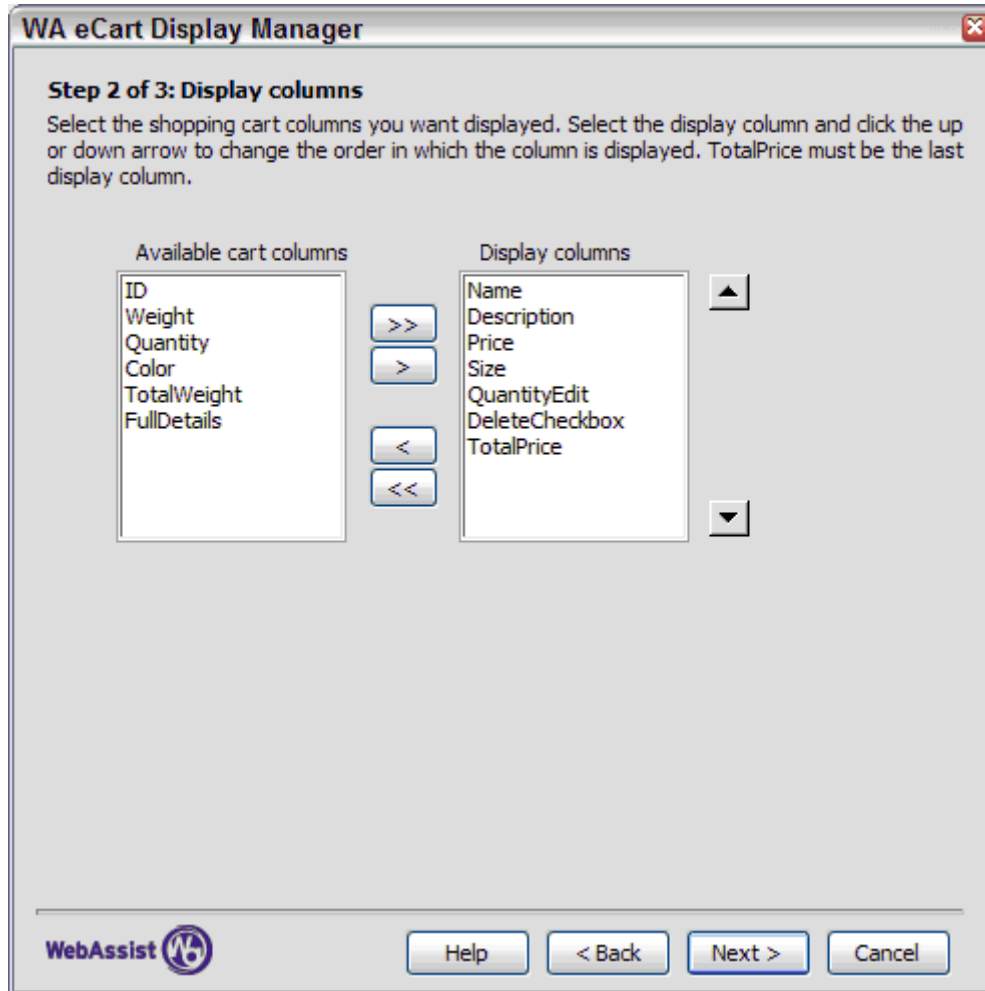 WA eCart Display Manager
Step 2 of 3: Display columns
Select the shopping cart columns you want displayed. Select the display column and click the up
or down arrow to change the order in which the column is displayed. TotalPrice must be the last
display column.
Available cart columns
ID
Weight
Quantity
Color
TotalWeight
FullDetails
>>
>
<
<<
Display columns
Name
Description
Price
Size
QuantityEdit
DeleteCheckbox
TotalPrice
WebAssist
Help
< Back
Next >
Cancel